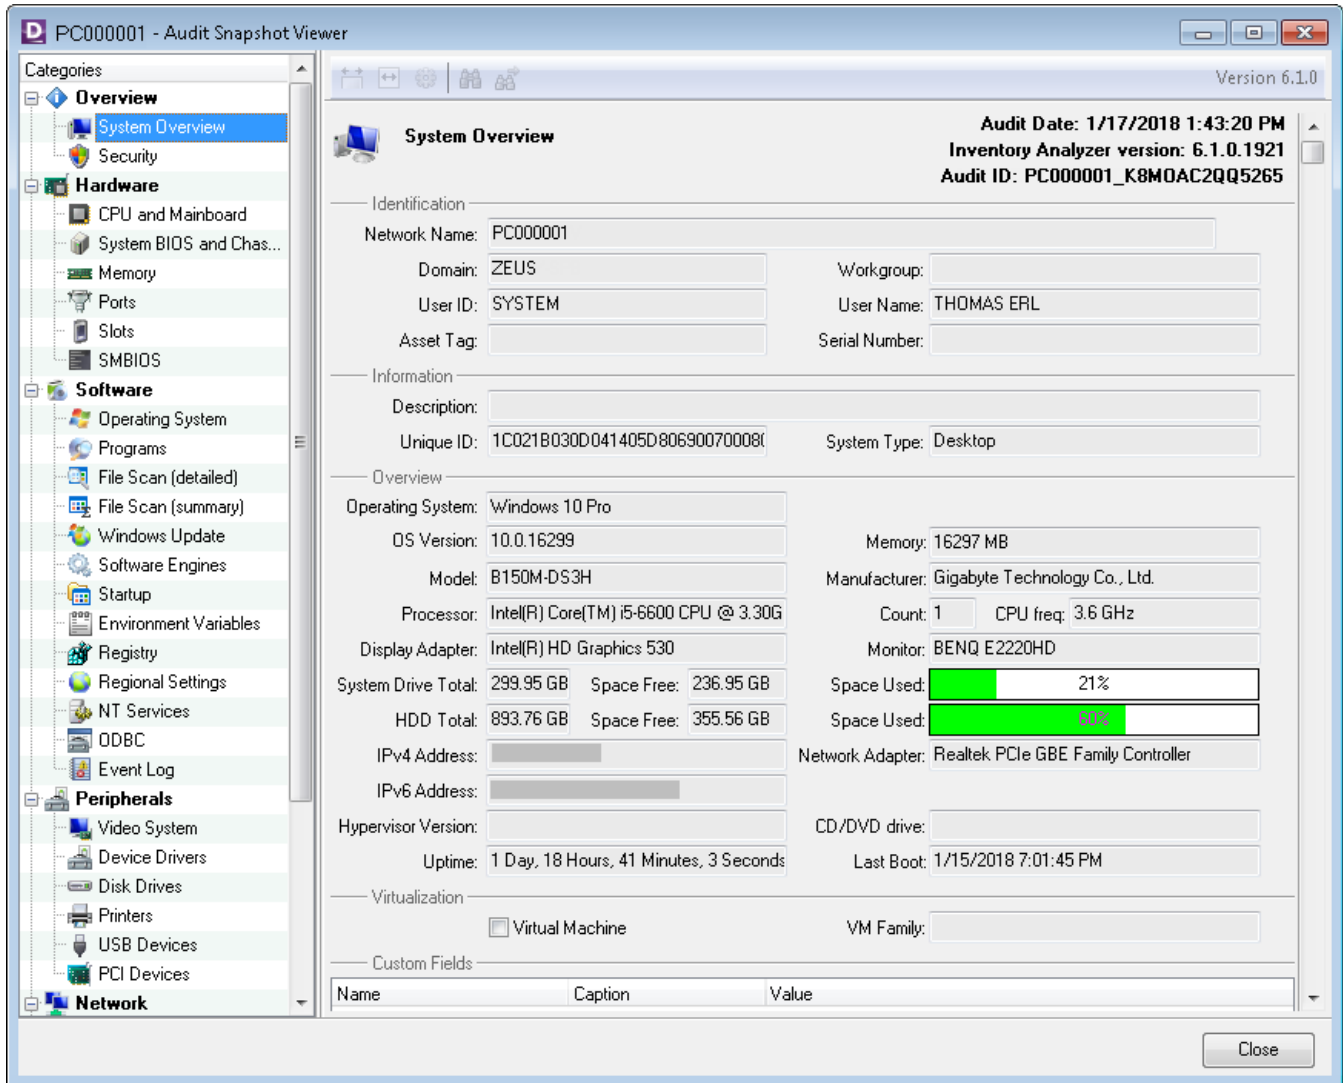 PC000001 - Audit Snapshot Viewer
Categories
Overview
System Overview
Security
Hardware
CPU and Mainboard
System BIOS and Chas...
Memory
Ports
Slots
SMBIOS
Software
Operating System
Programs
File Scan (detailed)
File Scan (summary)
Windows Update
Software Engines
Startup
Environment Variables
Registry
Regional Settings
NT Services
ODBC
Event Log
Peripherals
Video System
Device Drivers
Disk Drives
Printers
USB Devices
PCI Devices
Network
Version 6.1.0
System Overview
Audit Date: 1/17/2018 1:43:20 PM
Inventory Analyzer version: 6.1.0.1921
Audit ID: PC000001_K8MOAC2QQ5265
Identification
Network Name: PC000001
Domain: ZEUS Workgroup:
User ID: SYSTEM User Name: THOMAS ERL
Asset Tag: Serial Number:
Information
Description:
Unique ID: 1C021B030D041405D80690070008( System Type: Desktop
Overview
Operating System: Windows 10 Pro
OS Version: 10.0.16299 Memory: 16297 MB
Model: B150M-DS3H Manufacturer: Gigabyte Technology Co., Ltd.
Processor: Intel(R) Core(TM) i5-6600 CPU @ 3.30G Count: 1 CPU freq: 3.6 GHz
Display Adapter: Intel(R) HD Graphics 530 Monitor: BENQ E2220HD
System Drive Total: 299.95 GB Space Free: 236.95 GB Space Used: 21%
HDD Total: 893.76 GB Space Free: 355.56 GB Space Used: 60%
IPv4 Address: Network Adapter: Realtek PCIe GBE Family Controller
IPv6 Address:
Hypervisor Version: CD/DVD drive:
Uptime: 1 Day, 18 Hours, 41 Minutes, 3 Seconds Last Boot: 1/15/2018 7:01:45 PM
Virtualization
Virtual Machine VM Family:
Custom Fields
Name Caption Value
Close